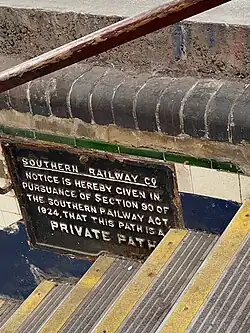 SOUTHERN RAILWAY CO
NOTICE IS HEREBY GIVEN IN
PURSUANCE OF SECTION 90 OF
THE SOUTHERN RAILWAY ACT
1924, THAT THIS PATH IS A
PRIVATE PATH